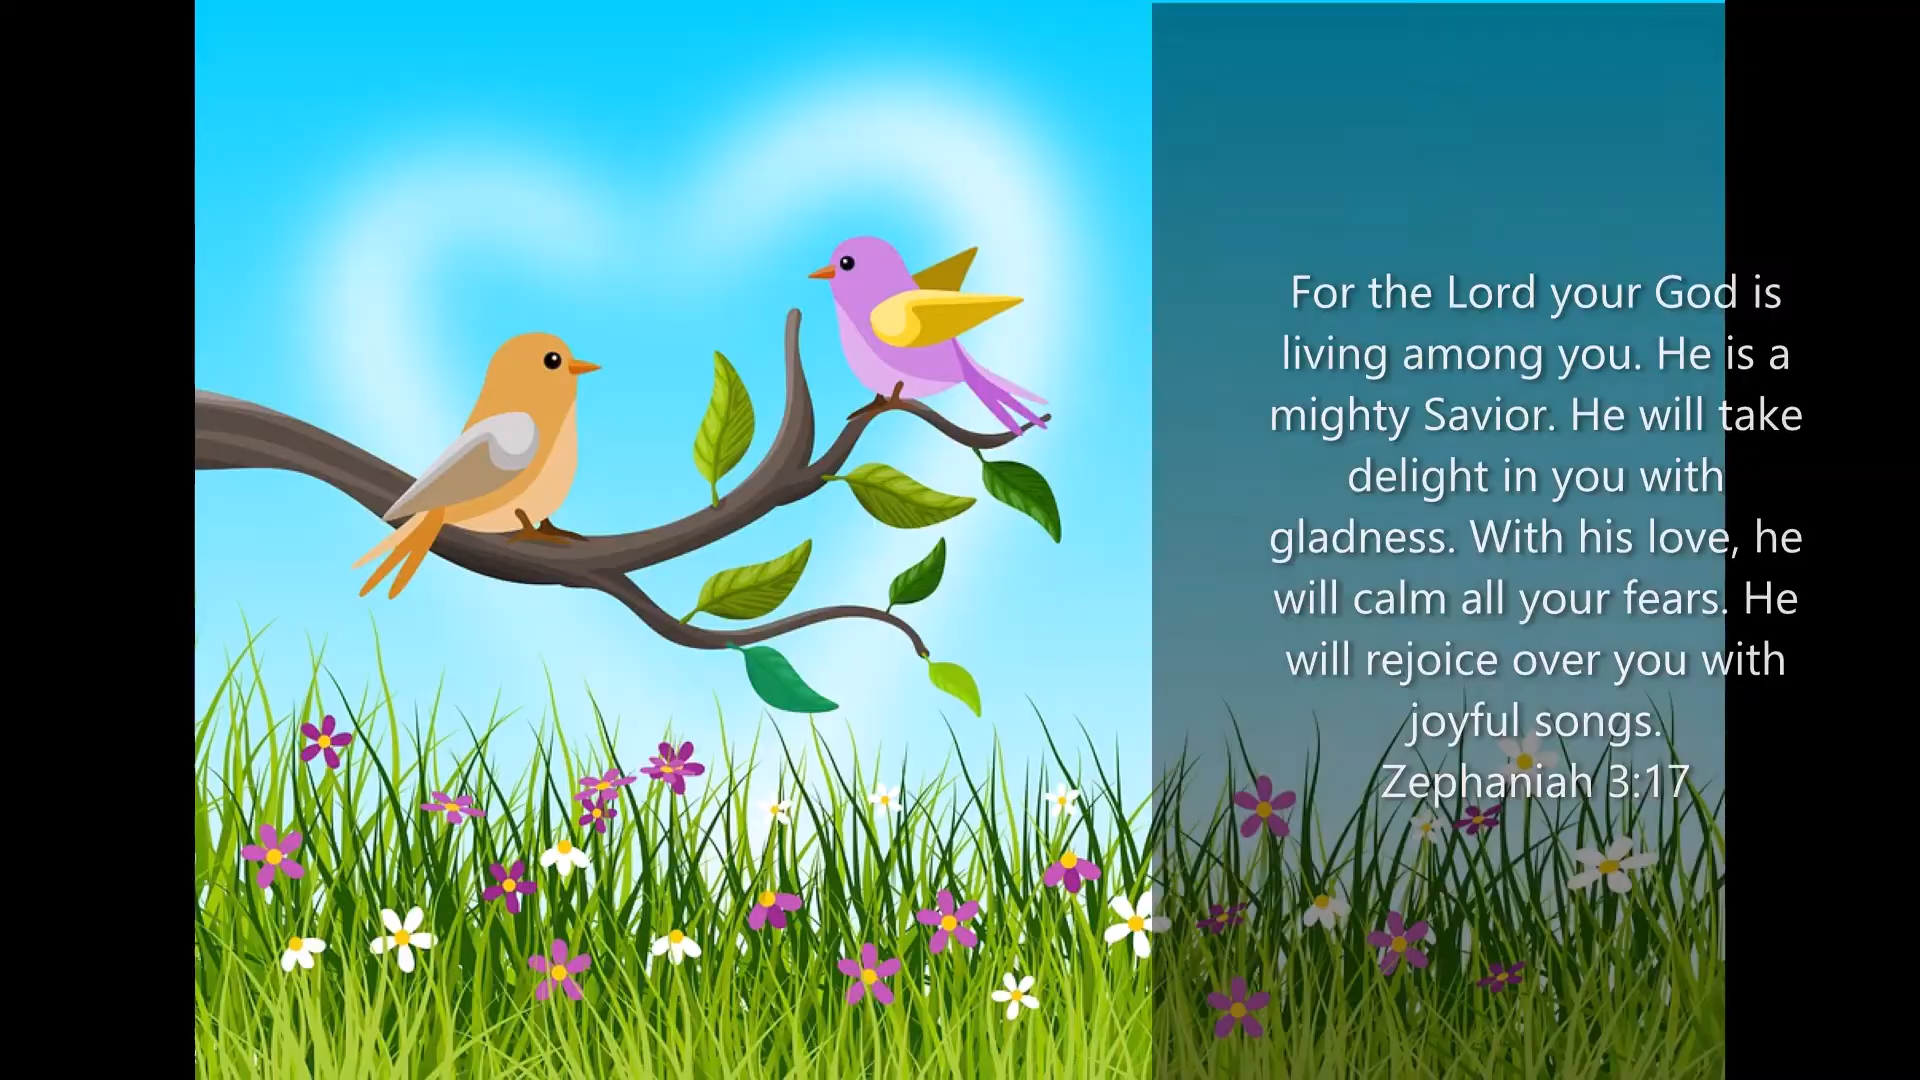 For the Lord your God is
living among you. He is a
mighty Savior. He will take
delight in you with
gladness. With his love, he
will calm all your fears. He
will rejoice over you with
joyful songs.
Zephaniah 3:17